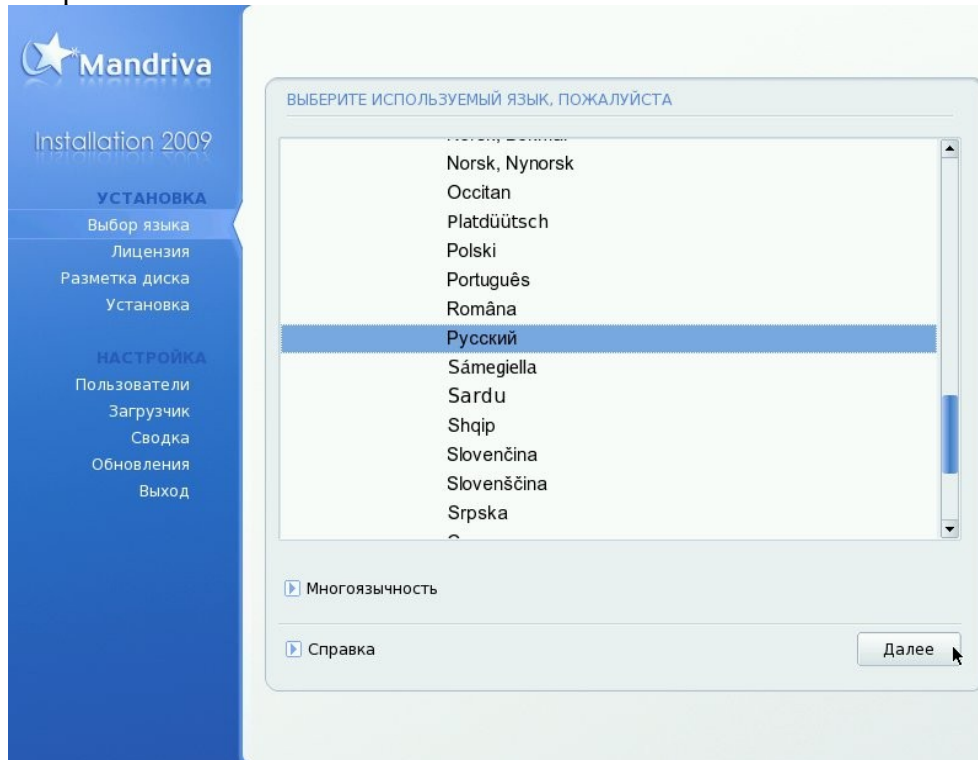 Mandriva
Installation 2009
УСТАНОВКА
Выбор языка
Лицензия
Разметка диска
Установка
НАСТРОЙКА
Пользователи
Загрузчик
Сводка
Обновления
Выход
ВЫБЕРИТЕ ИСПОЛЬЗУЕМЫЙ ЯЗЫК, ПОЖАЛУЙСТА
Norsk, Nynorsk
Occitan
Platdüütsch
Polski
Português
Româna
Русский
Sámegiella
Sardu
Shqip
Slovenčina
Slovenščina
Srpska
Многоязычность
Справка
Далее